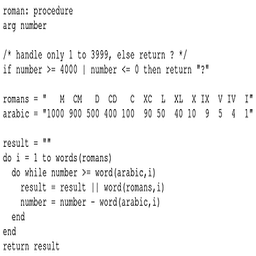 roman: procedure
arg number

/* handle only 1 to 3999, else return ? */
if number >= 4000 | number <= 0 then return "?"

romans = "   M  CM   D  CD   C  XC  L  XL  X IX  V IV  I"
arabic = "1000 900 500 400 100  90 50  40 10  9  5  4  1"

result = ""
do i = 1 to words(romans)
  do while number >= word(arabic,i)
    result = result || word(romans,i)
    number = number - word(arabic,i)
  end
end
return result